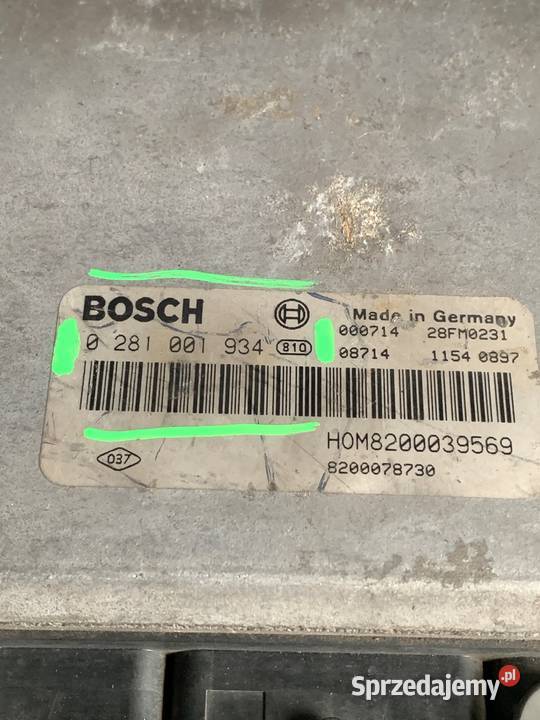 BOSCH
Made in Germany
0 281 001 934 810
000714 28FM0231
08714 1154 0897
HOM8200039569
037
8200078730
Sprzedajemy.pl